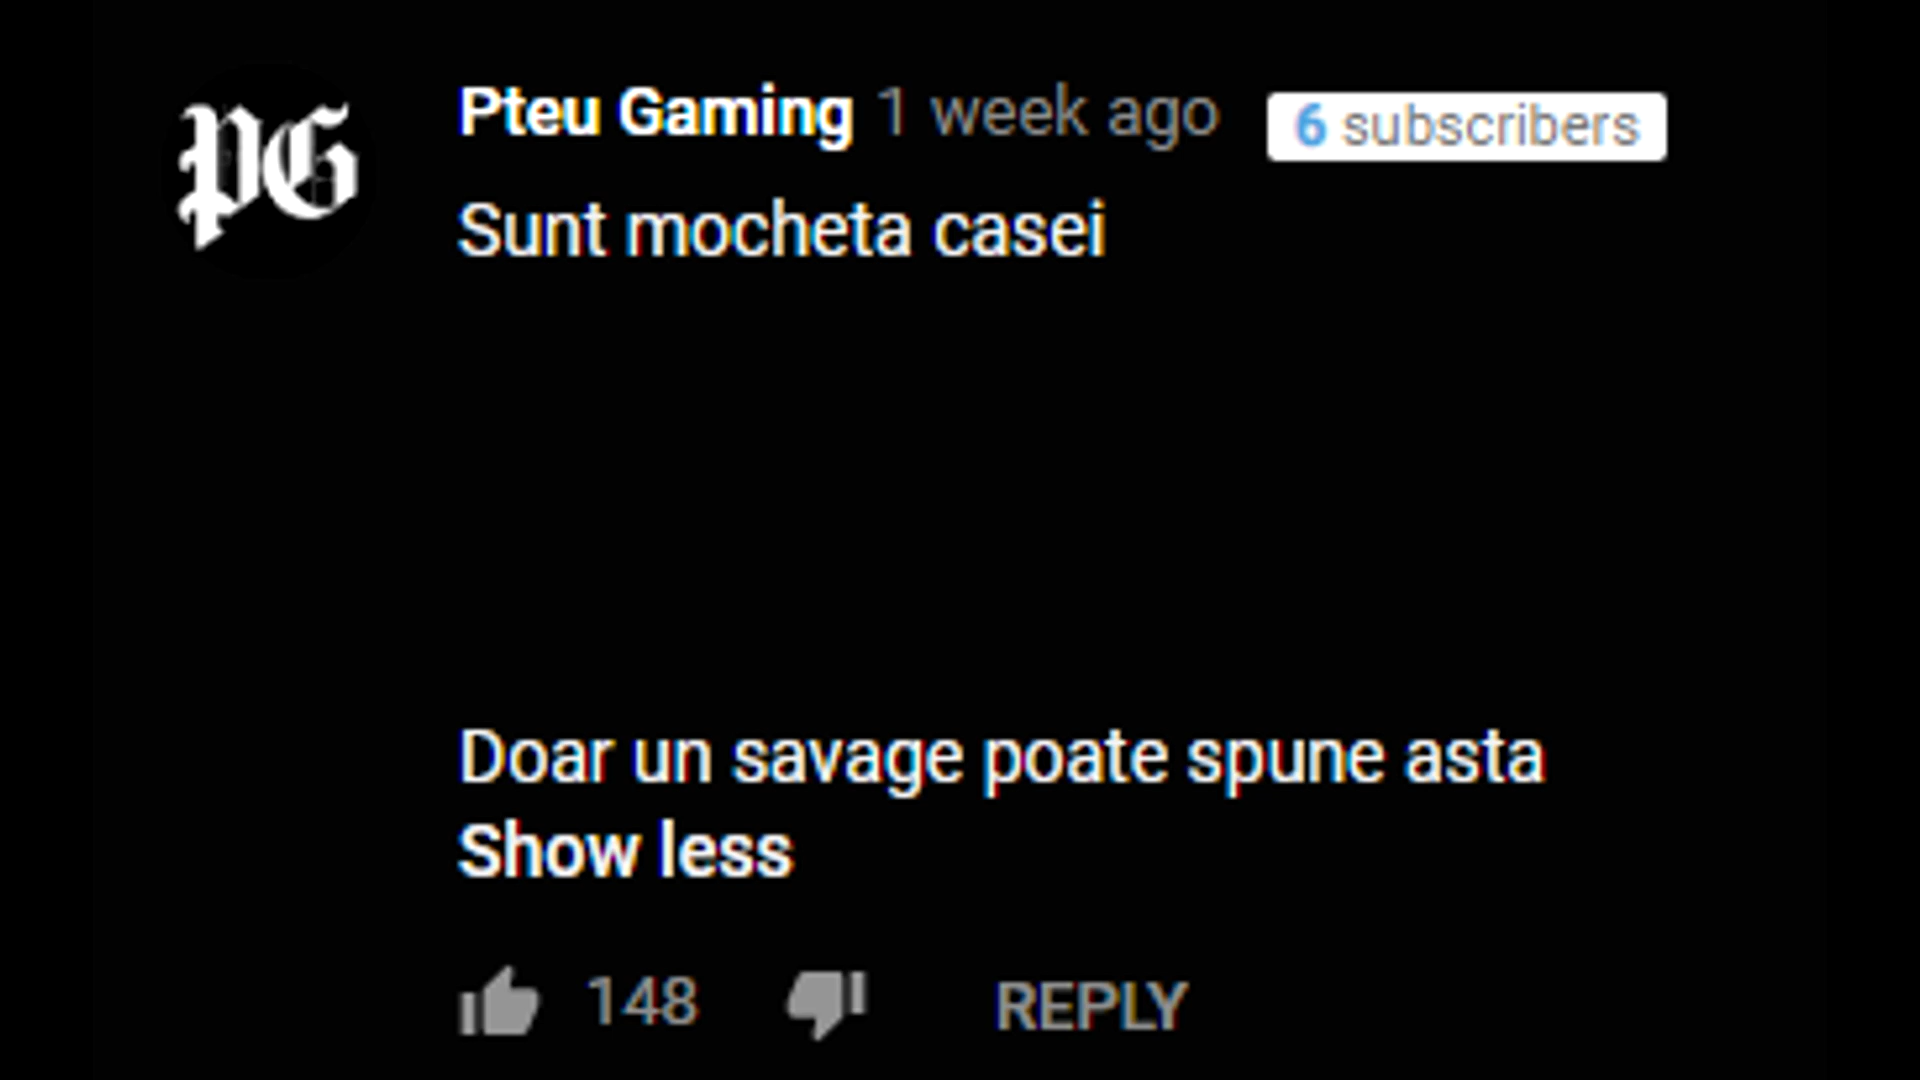 PG
Pteu Gaming 1 week ago 6 subscribers
Sunt mocheta casei
Doar un savage poate spune asta
Show less
148 REPLY